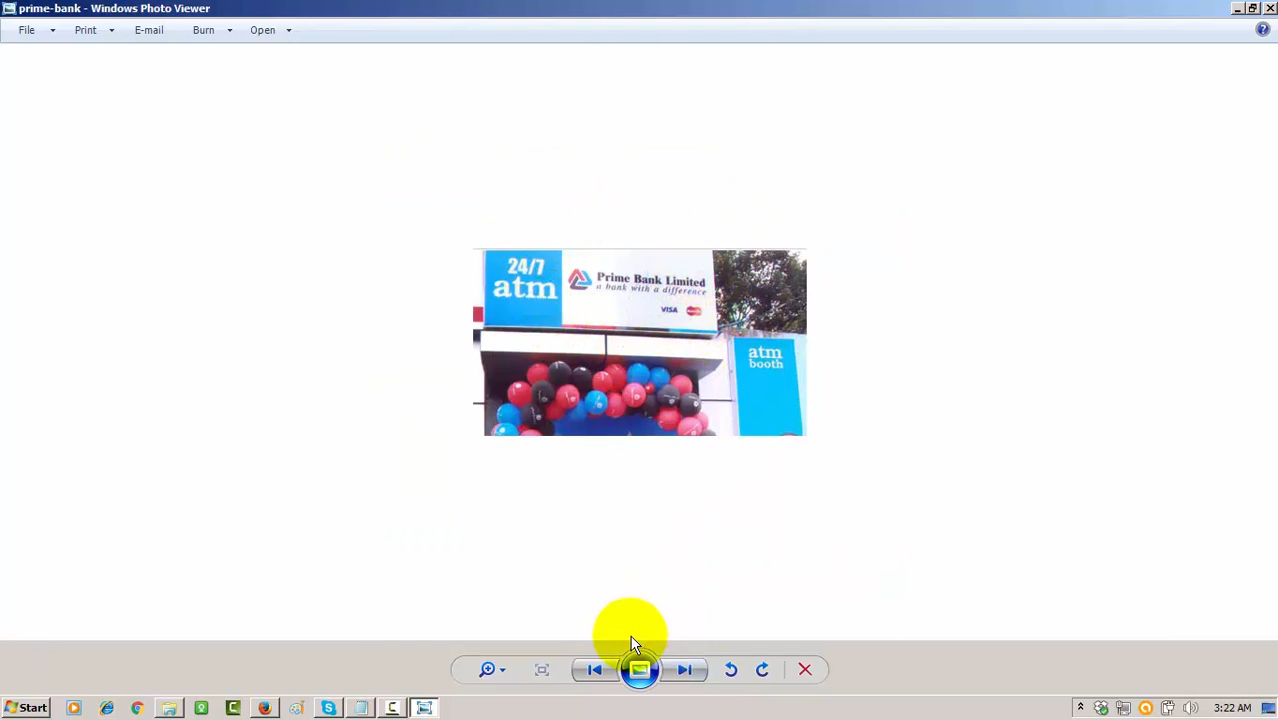 prime-bank - Windows Photo Viewer
File Print E-mail Burn Open
24/7
atm
Prime Bank Limited
a bank with a difference
VISA
atm
booth
Start
3:22 AM